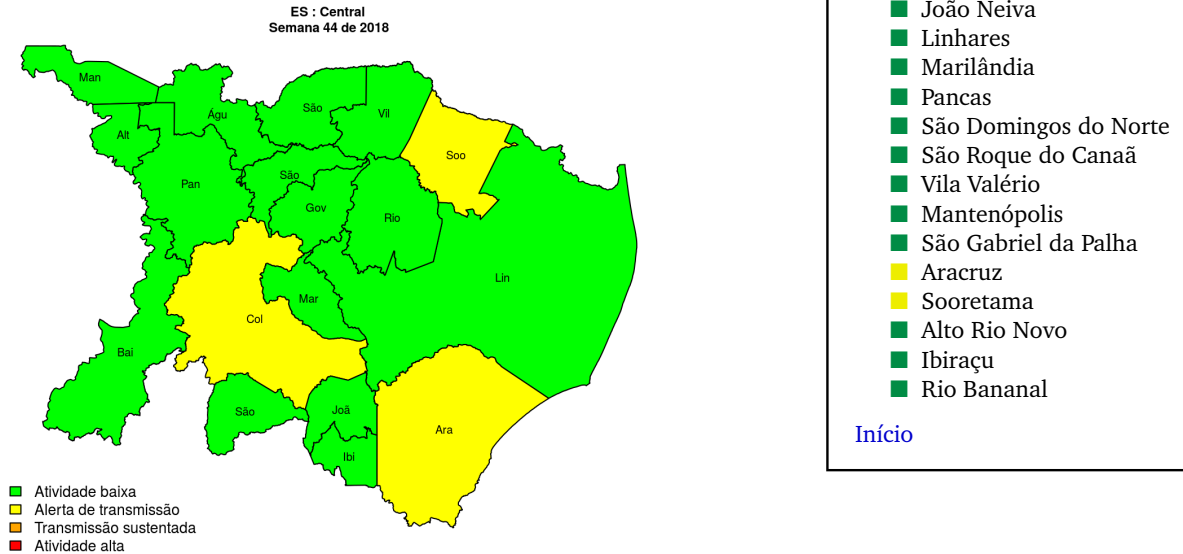 ES : Central
Semana 44 de 2018
Man
Águ
São
Vil
Alt
Soo
Pan
São
Gov
Rio
Lin
Mar
Col
Bai
São
Joã
Ara
Ibi
Atividade baixa
Alerta de transmissão
Transmissão sustentada
Atividade alta
João Neiva
Linhares
Marilândia
Pancas
São Domingos do Norte
São Roque do Canaã
Vila Valério
Mantenópolis
São Gabriel da Palha
Aracruz
Sooretama
Alto Rio Novo
Ibiraçu
Rio Bananal
Início